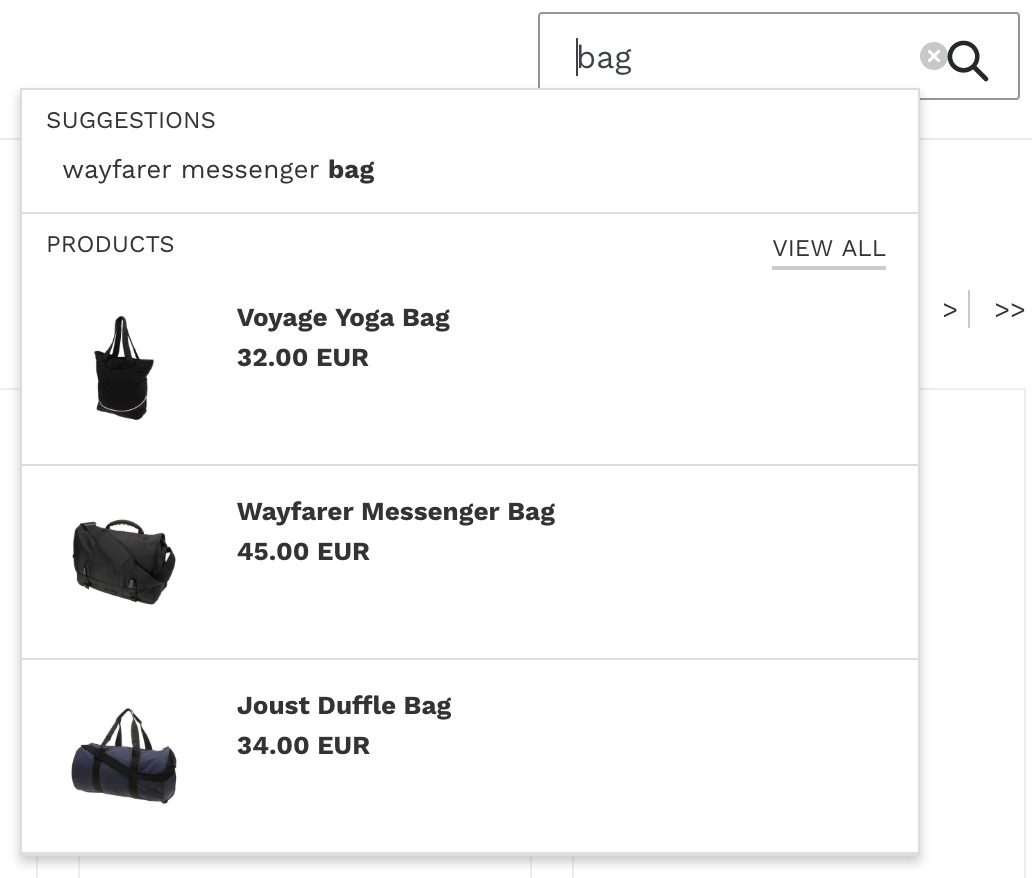 bag
SUGGESTIONS
wayfarer messenger bag
PRODUCTS
VIEW ALL
> | >>
Voyage Yoga Bag
32.00 EUR
Wayfarer Messenger Bag
45.00 EUR
Joust Duffle Bag
34.00 EUR